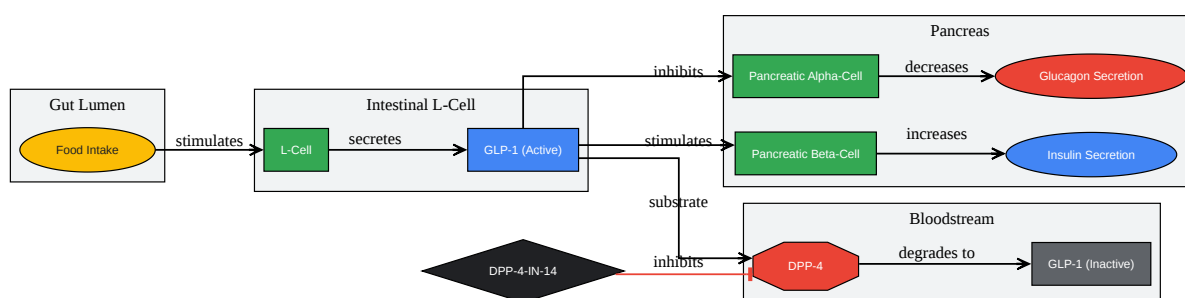 Pancreas
inhibits
Pancreatic Alpha-Cell
decreases
Glucagon Secretion
Gut Lumen
Intestinal L-Cell
Food Intake
stimulates
L-Cell
secretes
GLP-1 (Active)
stimulates
Pancreatic Beta-Cell
increases
Insulin Secretion
substrate
Bloodstream
DPP-4-IN-14
inhibits
DPP-4
degrades to
GLP-1 (Inactive)